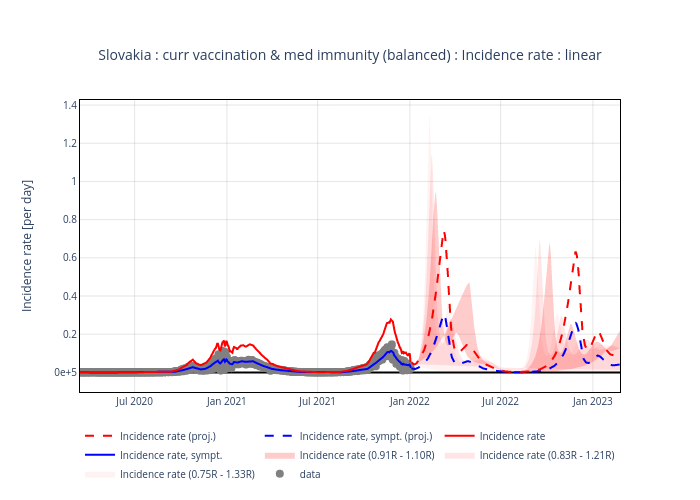 Slovakia : curr vaccination & med immunity (balanced) : Incidence rate : linear
Incidence rate [per day]
1.4
1.2
1
0.8
0.6
0.4
0.2
0e+5
Jul 2020
Jan 2021
Jul 2021
Jan 2022
Jul 2022
Jan 2023
Incidence rate (proj.)
Incidence rate, sympt. (proj.)
Incidence rate
Incidence rate, sympt.
Incidence rate (0.91R - 1.10R)
Incidence rate (0.83R - 1.21R)
Incidence rate (0.75R - 1.33R)
data